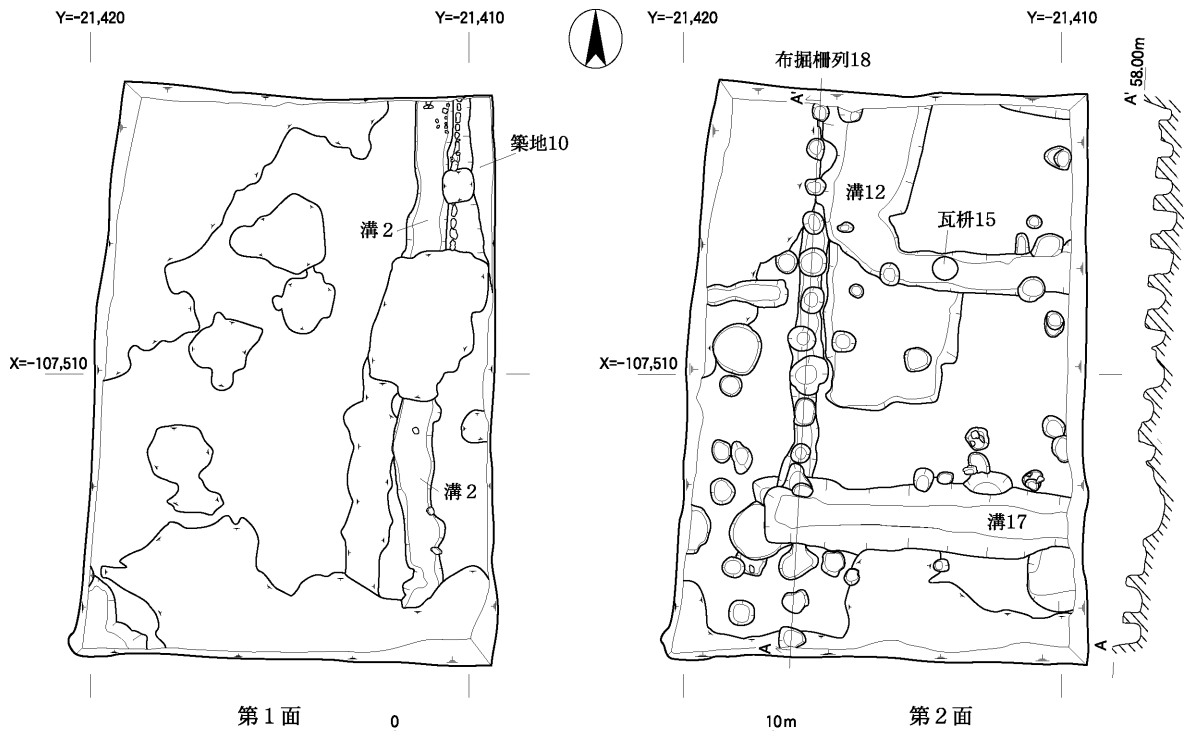 Y=-21,420
Y=-21,410
Y=-21,420
Y=-21,410
布掘柵列18
A'
A' 58.00m
築地10
溝2
溝12
瓦枡15
X=-107,510
X=-107,510
溝2
溝17
A
A
第1面
0
10m
第2面